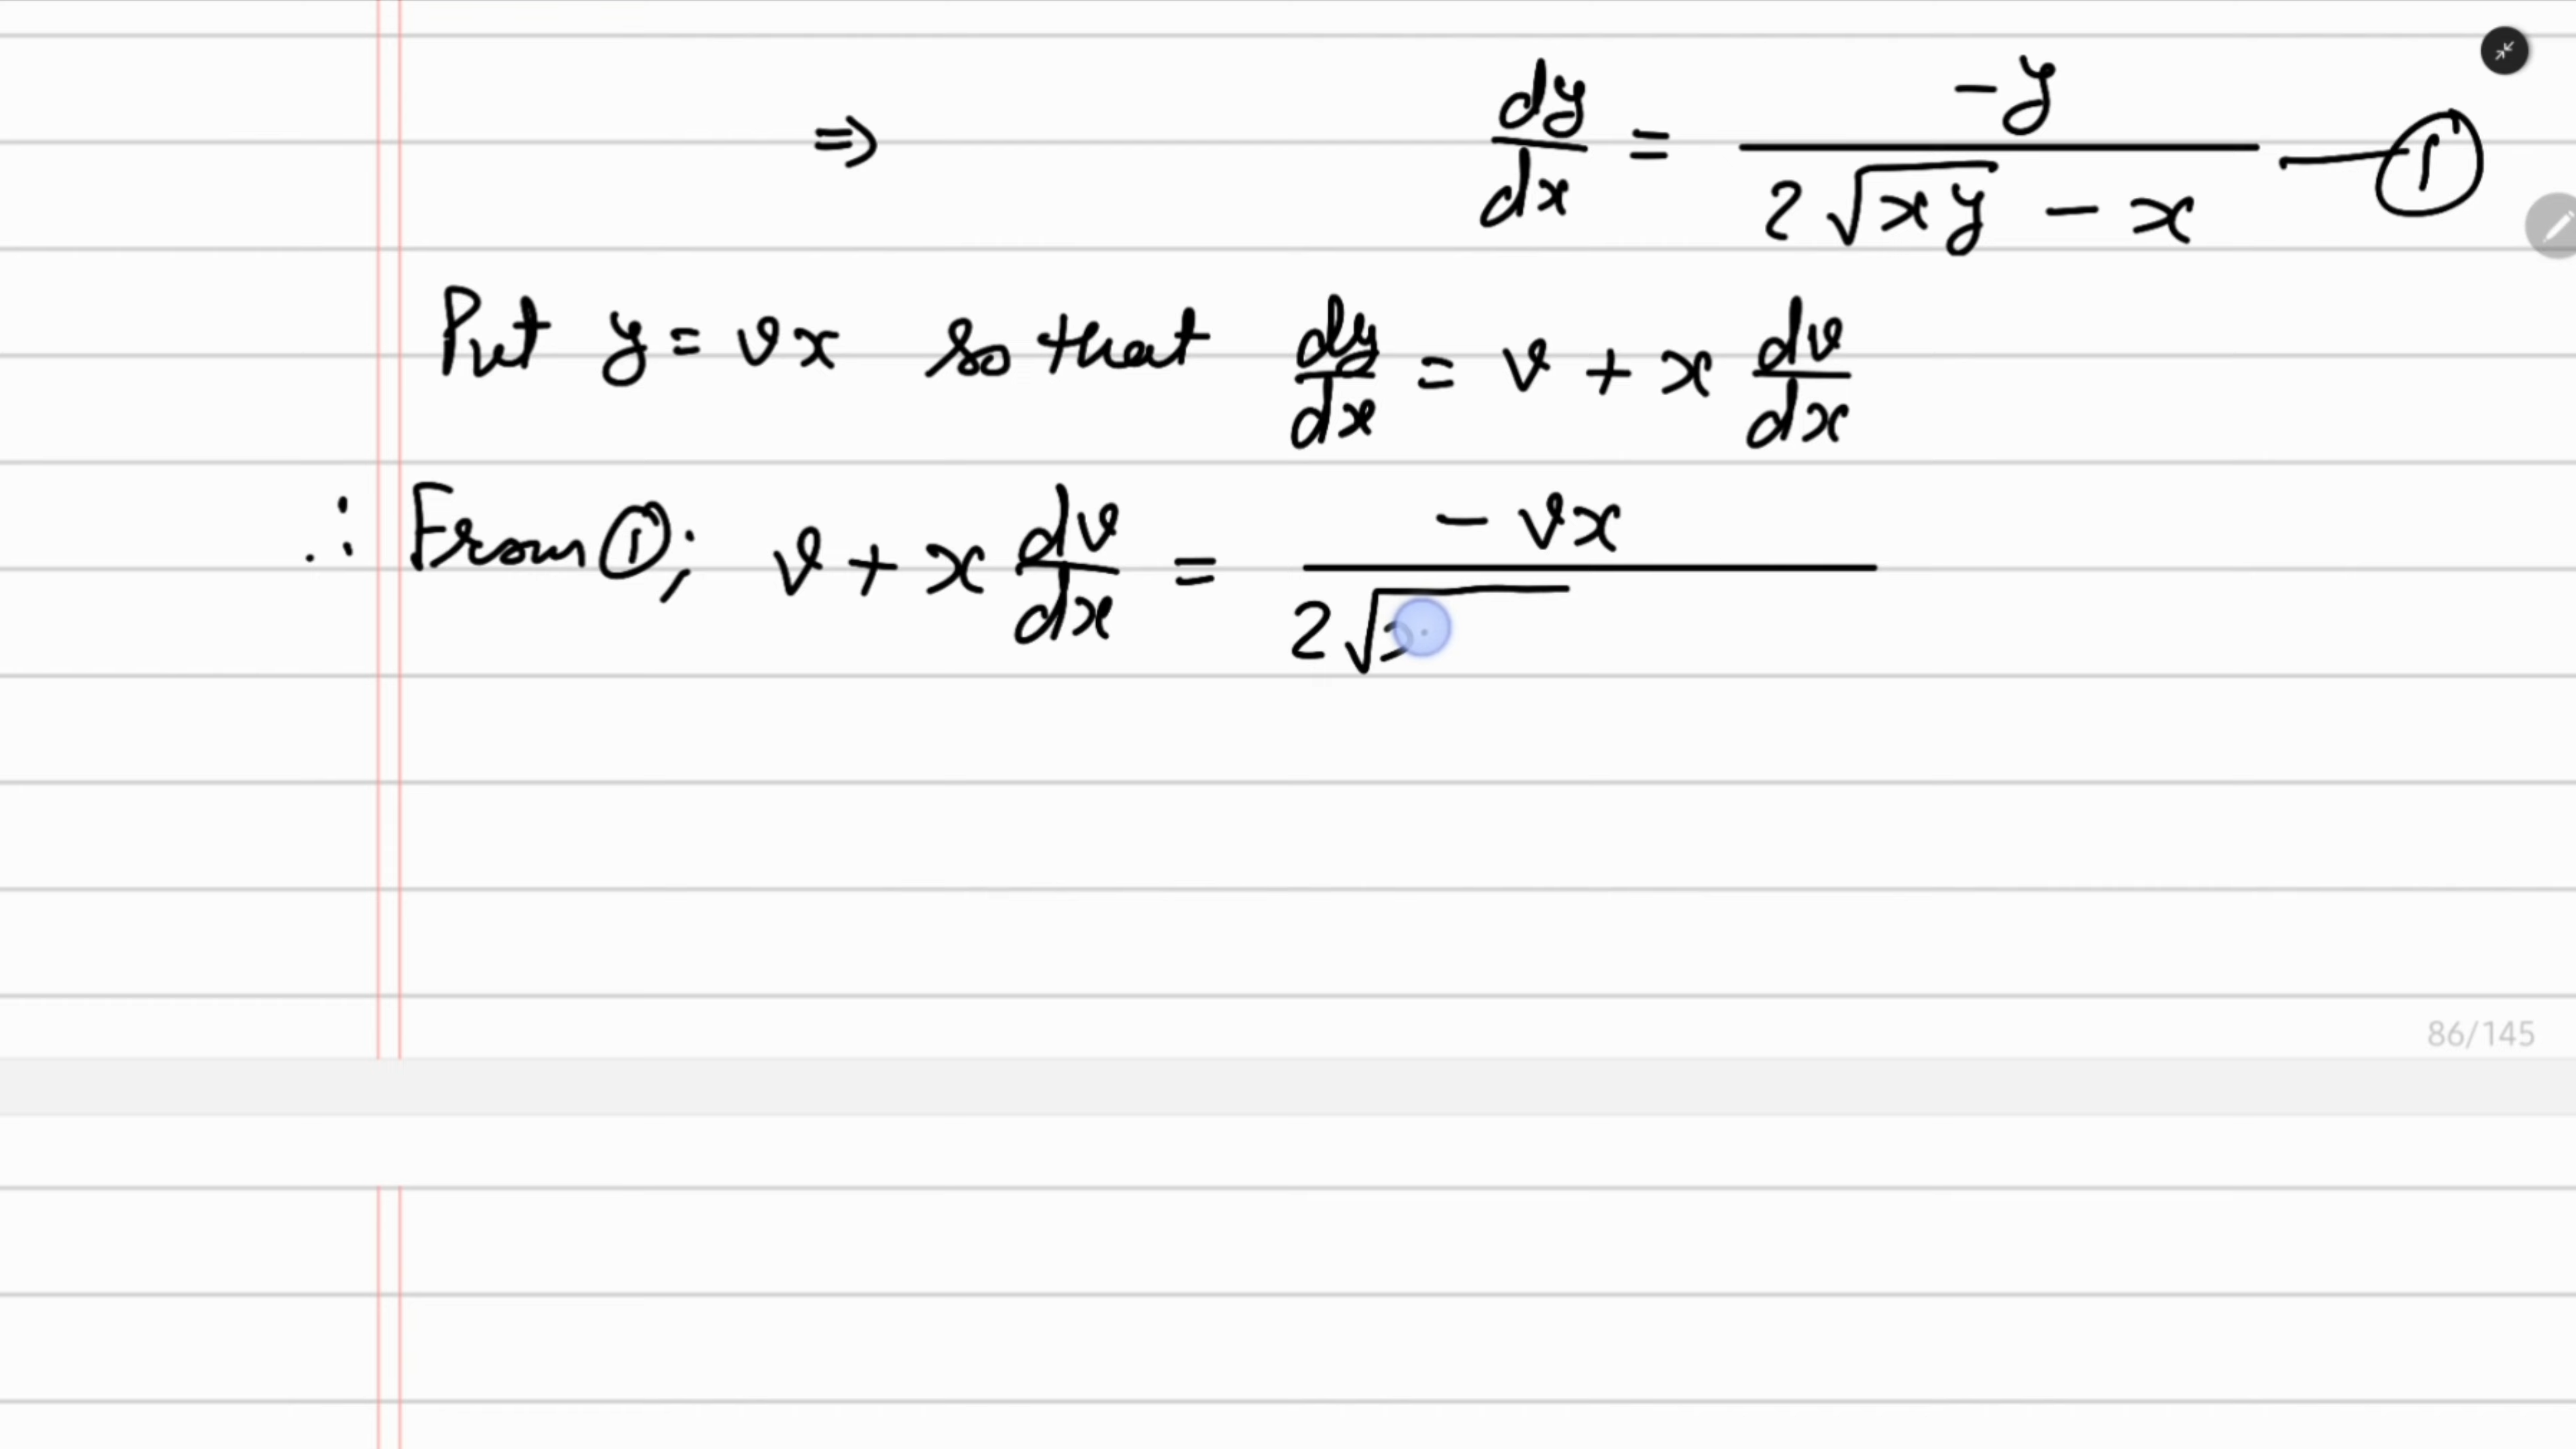 ⇒ dy/dx = -y / (2√(xy) - x) — ①
Put y = vx so that dy/dx = v + x dv/dx
∴ From ①; v + x dv/dx = - vx / 2√x
86/145